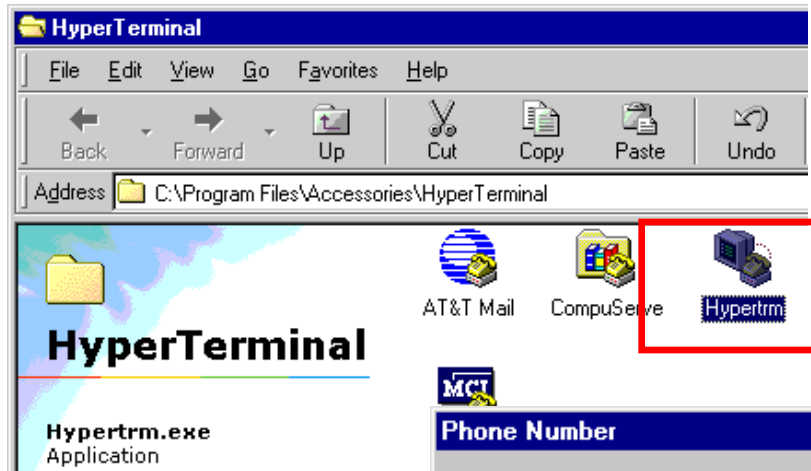 HyperTerminal
File Edit View Go Favorites Help
Back Forward Up Cut Copy Paste Undo
Address C:\Program Files\Accessories\HyperTerminal
AT&T Mail CompuServe Hypertrm
HyperTerminal
MCI
Hypertrm.exe
Application
Phone Number